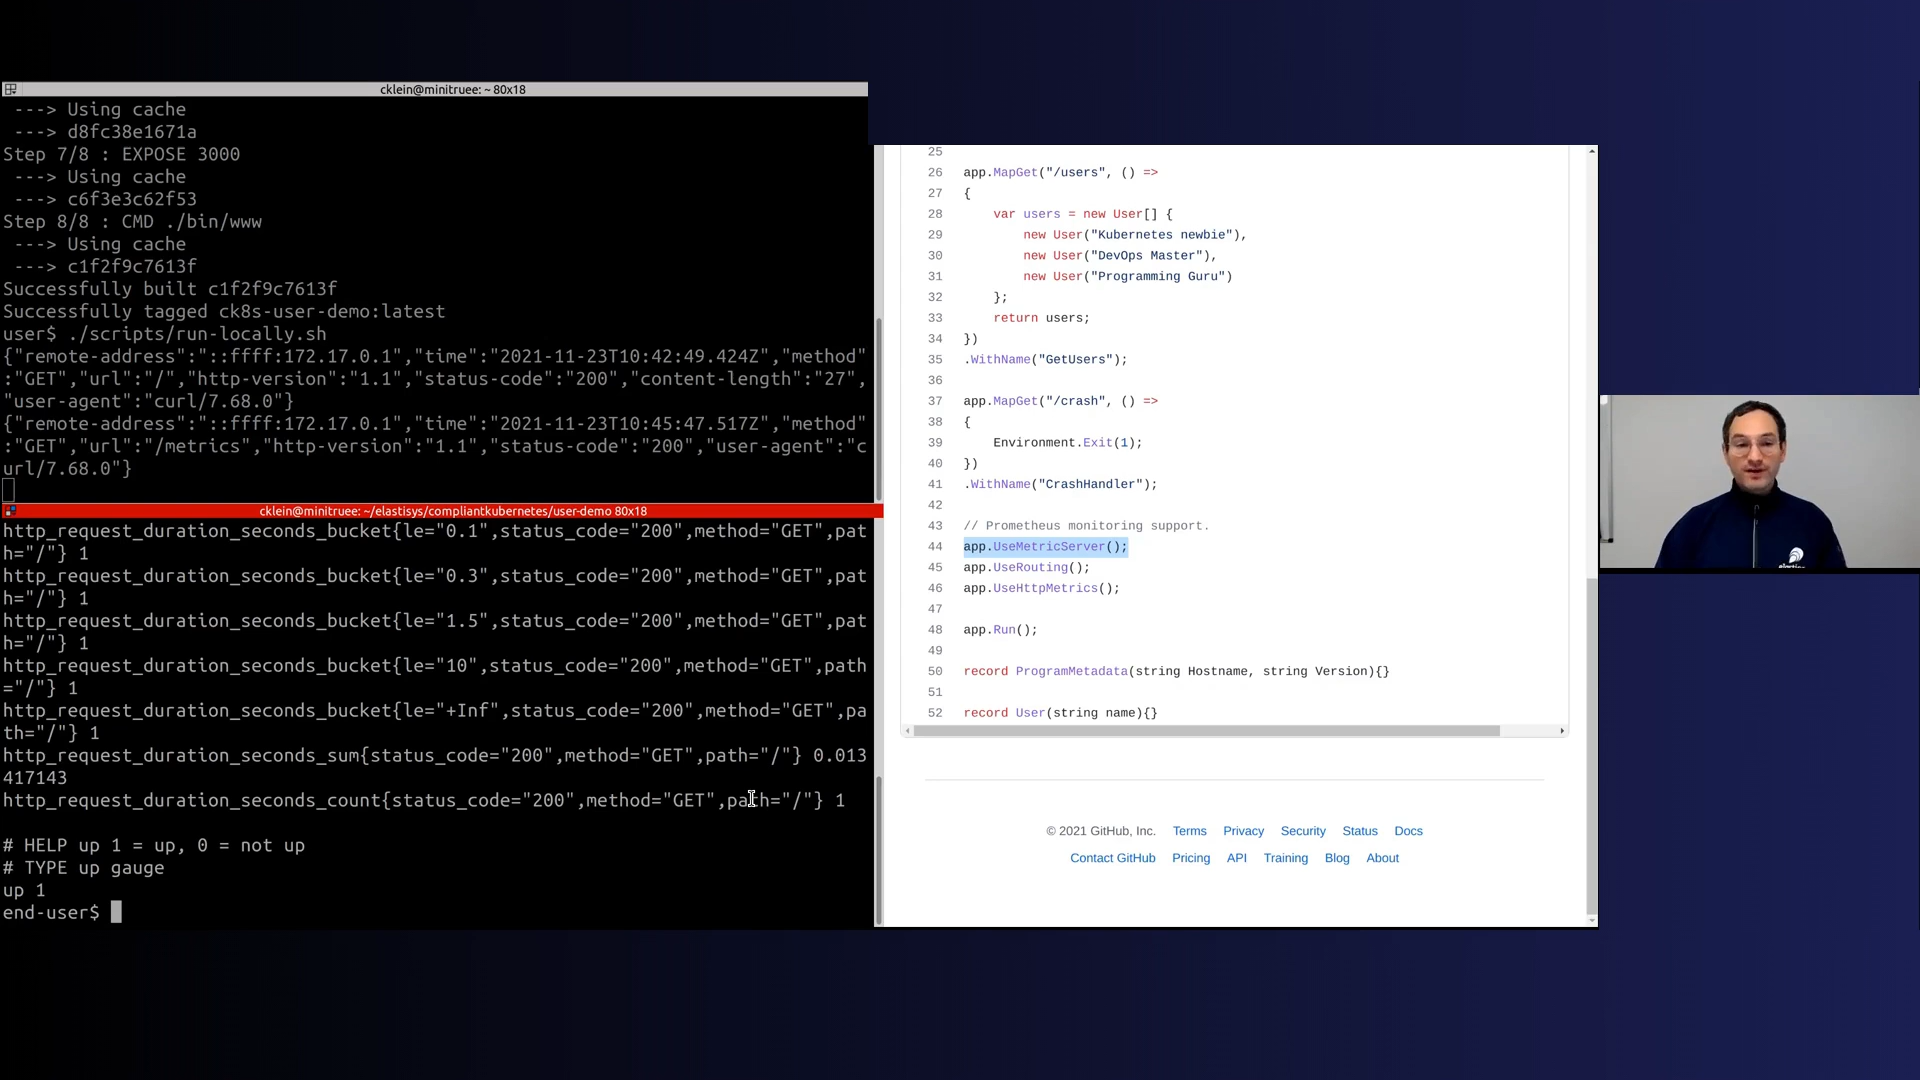 cklein@minitruee: ~ 80x18
---> Using cache
---> d8fc38e1671a
Step 7/8 : EXPOSE 3000
---> Using cache
---> c6f3e3c62f53
Step 8/8 : CMD ./bin/www
---> Using cache
---> c1f2f9c7613f
Successfully built c1f2f9c7613f
Successfully tagged ck8s-user-demo:latest
user$ ./scripts/run-locally.sh
{"remote-address":"::ffff:172.17.0.1","time":"2021-11-23T10:42:49.424Z","method"
:"GET","url":"/","http-version":"1.1","status-code":"200","content-length":"27",
"user-agent":"curl/7.68.0"}
{"remote-address":"::ffff:172.17.0.1","time":"2021-11-23T10:45:47.517Z","method"
:"GET","url":"/metrics","http-version":"1.1","status-code":"200","user-agent":"c
url/7.68.0"}
cklein@minitruee: ~/elastisys/compliantkubernetes/user-demo 80x18
http_request_duration_seconds_bucket{le="0.1",status_code="200",method="GET",pat
h="/"} 1
http_request_duration_seconds_bucket{le="0.3",status_code="200",method="GET",pat
h="/"} 1
http_request_duration_seconds_bucket{le="1.5",status_code="200",method="GET",pat
h="/"} 1
http_request_duration_seconds_bucket{le="10",status_code="200",method="GET",path
="/"} 1
http_request_duration_seconds_bucket{le="+Inf",status_code="200",method="GET",pa
th="/"} 1
http_request_duration_seconds_sum{status_code="200",method="GET",path="/"} 0.013
417143
http_request_duration_seconds_count{status_code="200",method="GET",path="/"} 1
# HELP up 1 = up, 0 = not up
# TYPE up gauge
up 1
end-user$
25
26 app.MapGet("/users", () =>
27 {
28 var users = new User[] {
29 new User("Kubernetes newbie"),
30 new User("DevOps Master"),
31 new User("Programming Guru")
32 };
33 return users;
34 })
35 .WithName("GetUsers");
36
37 app.MapGet("/crash", () =>
38 {
39 Environment.Exit(1);
40 })
41 .WithName("CrashHandler");
42
43 // Prometheus monitoring support.
44 app.UseMetricServer();
45 app.UseRouting();
46 app.UseHttpMetrics();
47
48 app.Run();
49
50 record ProgramMetadata(string Hostname, string Version){}
51
52 record User(string name){}
© 2021 GitHub, Inc. Terms Privacy Security Status Docs
Contact GitHub Pricing API Training Blog About